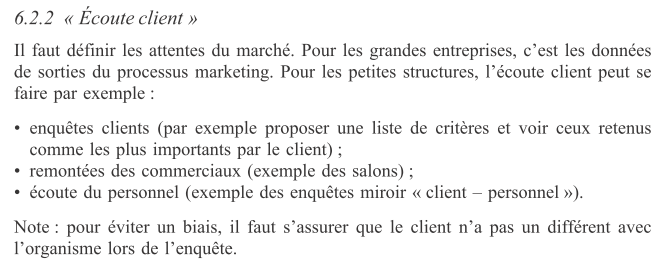 6.2.2 « Écoute client »
Il faut définir les attentes du marché. Pour les grandes entreprises, c’est les données
de sorties du processus marketing. Pour les petites structures, l’écoute client peut se
faire par exemple :
• enquêtes clients (par exemple proposer une liste de critères et voir ceux retenus
comme les plus importants par le client) ;
• remontées des commerciaux (exemple des salons) ;
• écoute du personnel (exemple des enquêtes miroir « client – personnel »).
Note : pour éviter un biais, il faut s’assurer que le client n’a pas un différent avec
l’organisme lors de l’enquête.